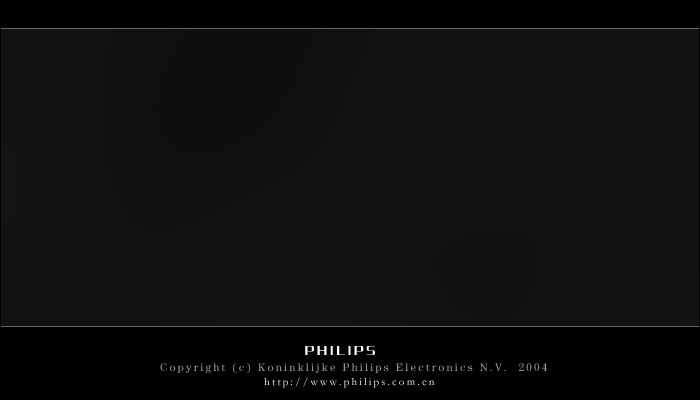 PHILIPS
Copyright (c) Koninklijke Philips Electronics N.V. 2004
http://www.philips.com.cn